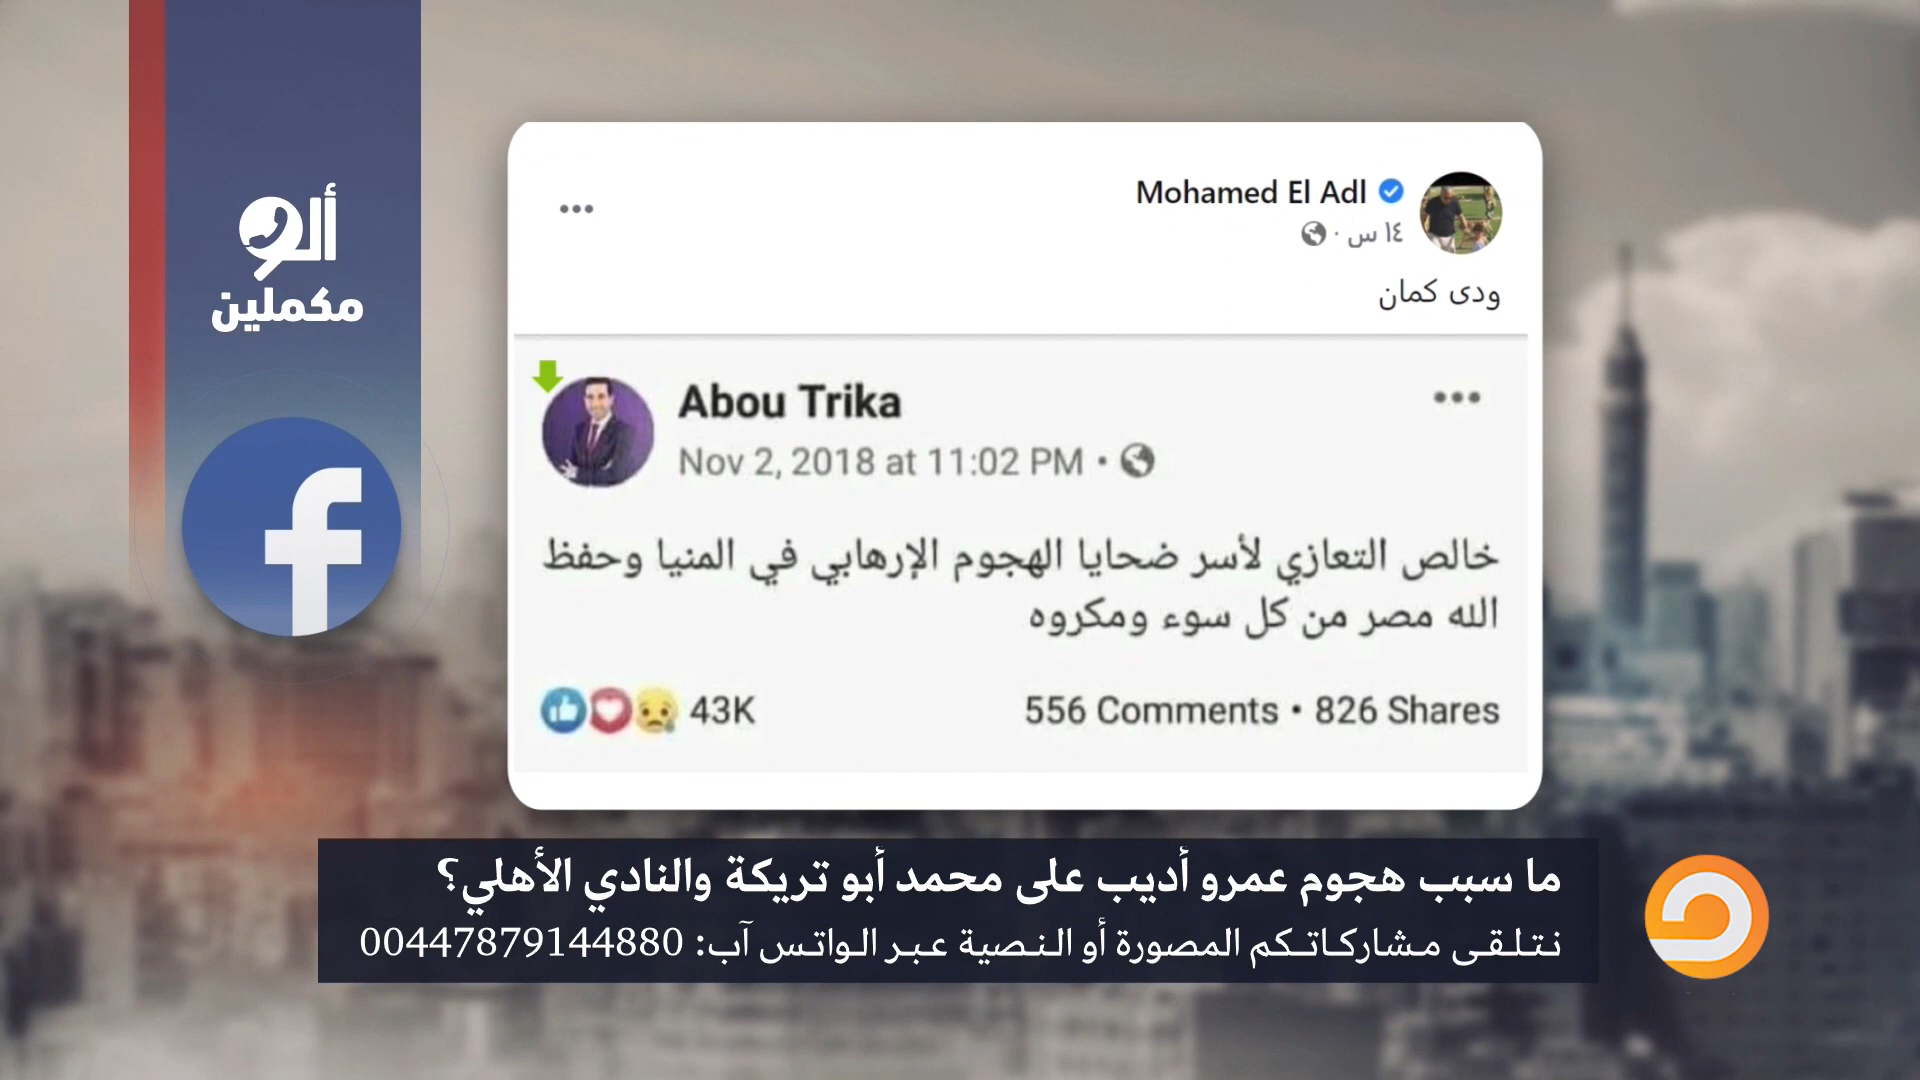 ألو
مكملين
Mohamed El Adl
١٤ س ·
ودى كمان
Abou Trika
Nov 2, 2018 at 11:02 PM •
خالص التعازي لأسر ضحايا الهجوم الإرهابي في المنيا وحفظ
الله مصر من كل سوء ومكروه
43K
556 Comments • 826 Shares
ما سبب هجوم عمرو أديب على محمد أبو تريكة والنادي الأهلي؟
نتلقى مشاركاتكم المصورة أو النصية عبر الواتس آب: 00447879144880